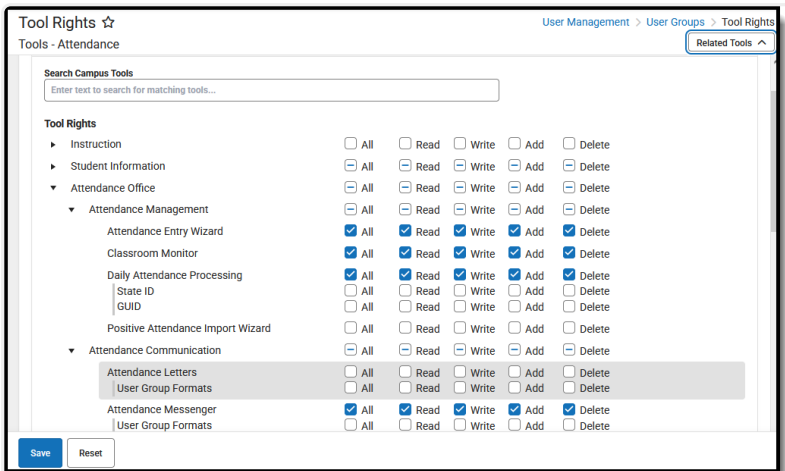 Tool Rights
User Management > User Groups > Tool Rights
Tools - Attendance
Related Tools
Search Campus Tools
Enter text to search for matching tools...
Tool Rights
Instruction All Read Write Add Delete
Student Information All Read Write Add Delete
Attendance Office All Read Write Add Delete
Attendance Management All Read Write Add Delete
Attendance Entry Wizard All Read Write Add Delete
Classroom Monitor All Read Write Add Delete
Daily Attendance Processing All Read Write Add Delete
State ID All Read Write Add Delete
GUID All Read Write Add Delete
Positive Attendance Import Wizard All Read Write Add Delete
Attendance Communication All Read Write Add Delete
Attendance Letters All Read Write Add Delete
User Group Formats All Read Write Add Delete
Attendance Messenger All Read Write Add Delete
User Group Formats All Read Write Add Delete
Save Reset